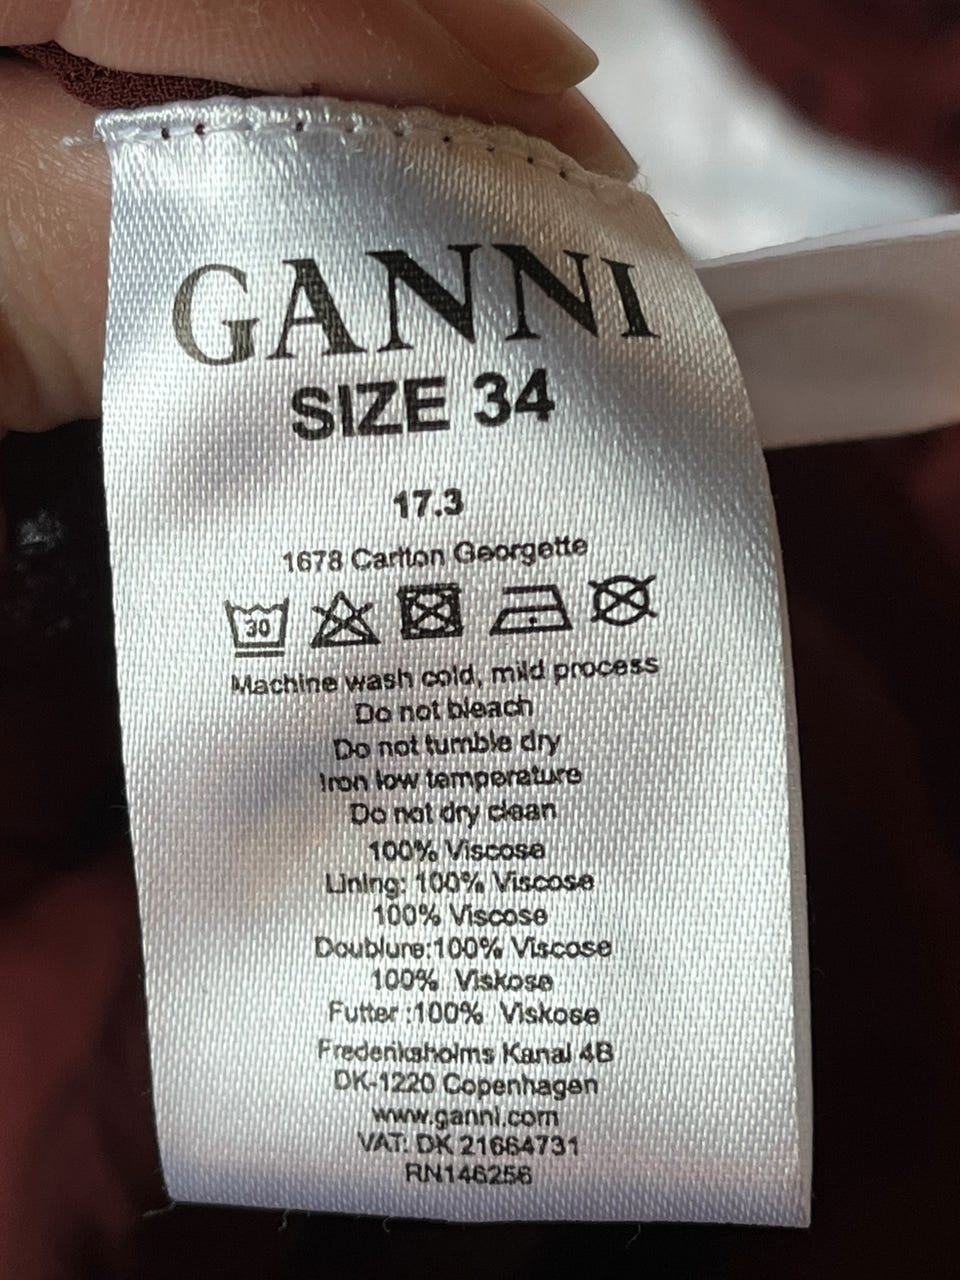 GANNI
SIZE 34
17.3
1678 Carlton Georgette
30
Machine wash cold, mild process
Do not bleach
Do not tumble dry
Iron low temperature
Do not dry clean
100% Viscose
Lining: 100% Viscose
100% Viscose
Doublure:100% Viscose
100% Viskose
Futter :100% Viskose
Frederiksholms Kanal 4B
DK-1220 Copenhagen
www.ganni.com
VAT: DK 21664731
RN146256